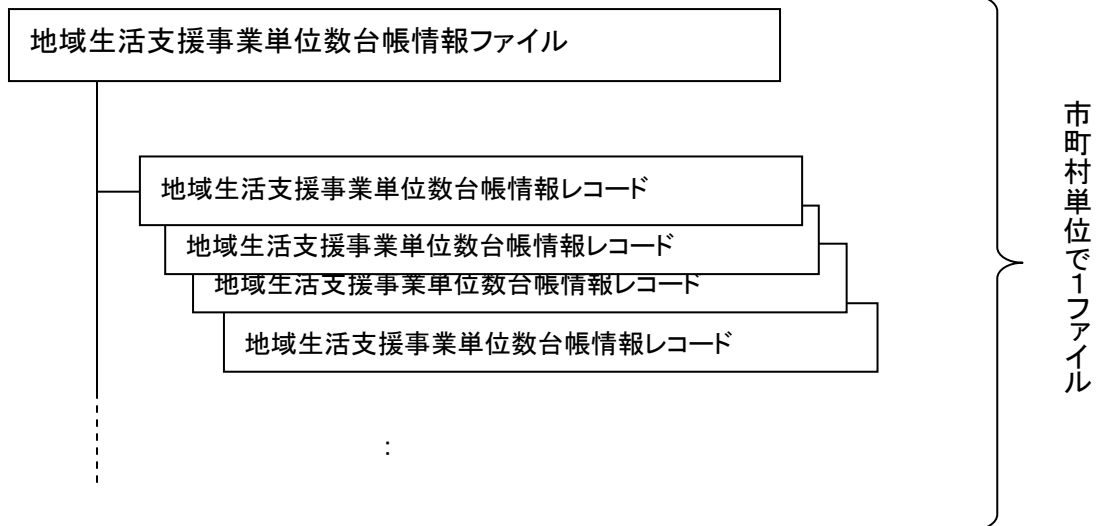 地域生活支援事業単位数台帳情報ファイル
地域生活支援事業単位数台帳情報レコード
地域生活支援事業単位数台帳情報レコード
地域生活支援事業単位数台帳情報レコード
地域生活支援事業単位数台帳情報レコード
:
市町村単位で1ファイル